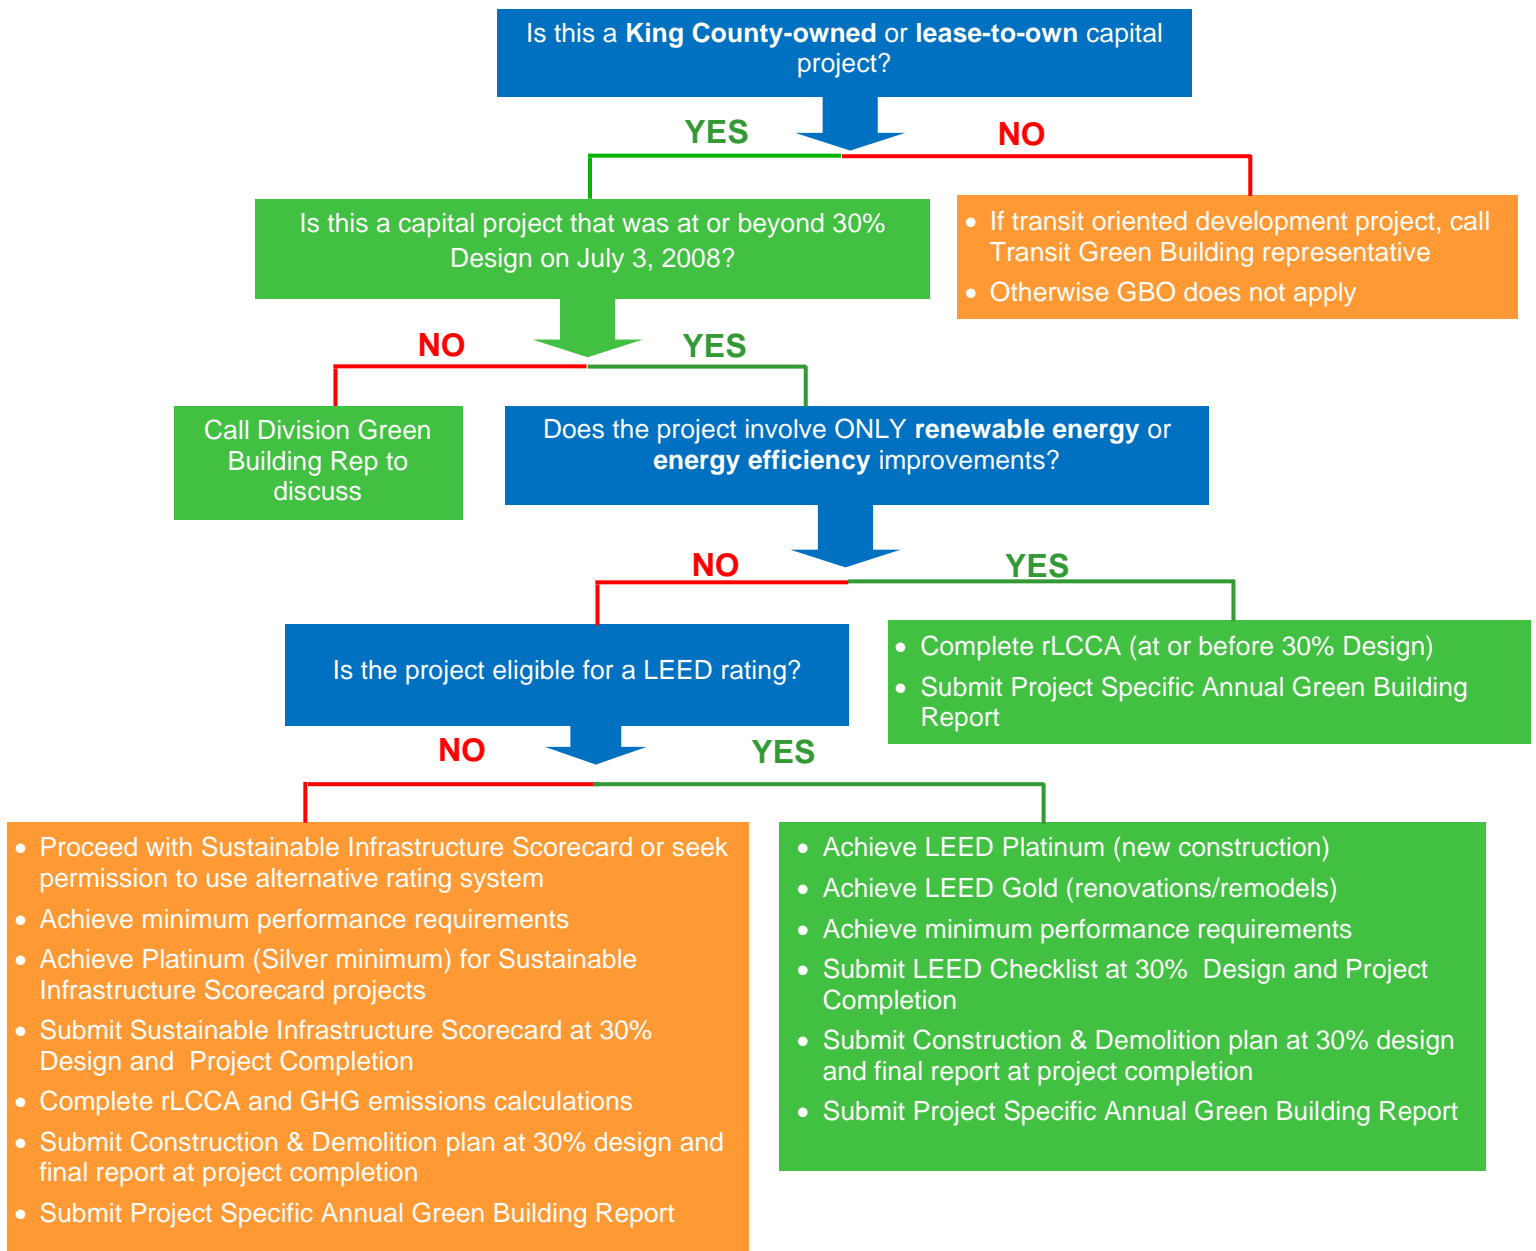 Is this a King County-owned or lease-to-own capital
project?
YES
NO
Is this a capital project that was at or beyond 30%
Design on July 3, 2008?
• If transit oriented development project, call
Transit Green Building representative
• Otherwise GBO does not apply
NO
YES
Call Division Green
Building Rep to
discuss
Does the project involve ONLY renewable energy or
energy efficiency improvements?
NO
YES
Is the project eligible for a LEED rating?
• Complete rLCCA (at or before 30% Design)
• Submit Project Specific Annual Green Building
Report
NO
YES
• Proceed with Sustainable Infrastructure Scorecard or seek
permission to use alternative rating system
• Achieve minimum performance requirements
• Achieve Platinum (Silver minimum) for Sustainable
Infrastructure Scorecard projects
• Submit Sustainable Infrastructure Scorecard at 30%
Design and Project Completion
• Complete rLCCA and GHG emissions calculations
• Submit Construction & Demolition plan at 30% design and
final report at project completion
• Submit Project Specific Annual Green Building Report
• Achieve LEED Platinum (new construction)
• Achieve LEED Gold (renovations/remodels)
• Achieve minimum performance requirements
• Submit LEED Checklist at 30% Design and Project
Completion
• Submit Construction & Demolition plan at 30% design
and final report at project completion
• Submit Project Specific Annual Green Building Report